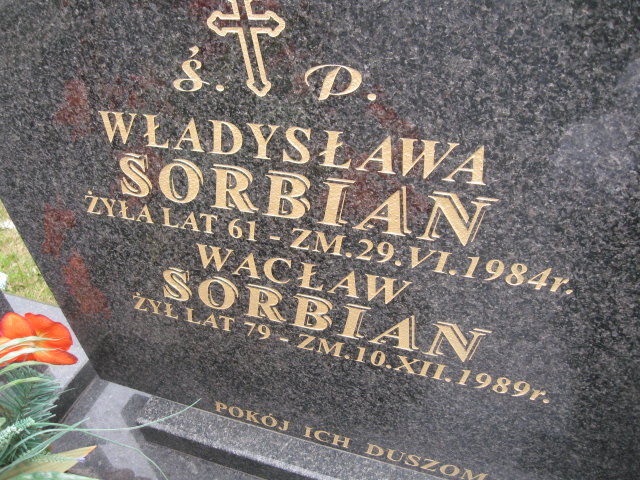 Ś. P.
WŁADYSŁAWA
SORBIAN
ŻYŁA LAT 61 - ZM.29.VI.1984r.
WACŁAW
SORBIAN
ŻYŁ LAT 79 - ZM.10.XII.1989r.
POKÓJ ICH DUSZOM